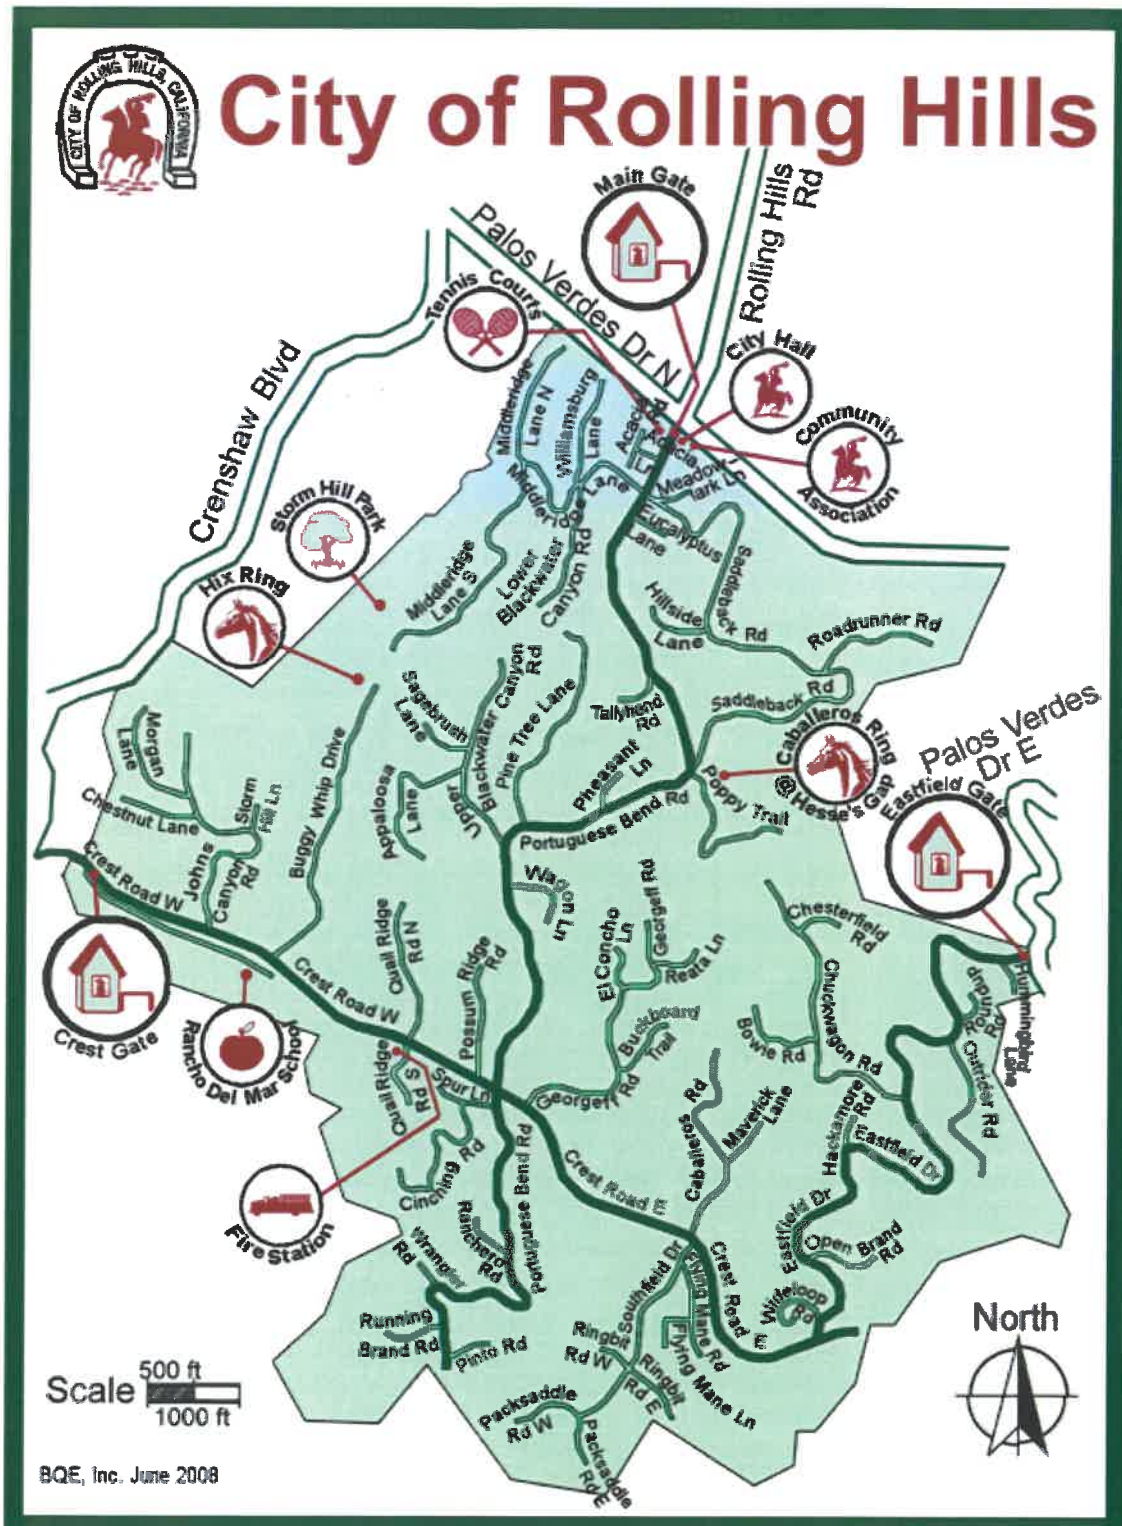 CITY OF ROLLING HILLS, CALIFORNIA
City of Rolling Hills
Main Gate
Rolling Hills
Rd
Palos Verdes Dr N
Tennis Courts
City Hall
Community
Association
Crenshaw Blvd
Storm Hill Park
Hix Ring
Middleridge
Lane N
Williamsburg
Lane
Acacia
Rd
Acacia
Ln
Meadow
lark Ln
Middleridge Lane
Eucalyptus
Lane
Middleridge
Lane S
Lower
Blackwater
Canyon Rd
Saddleback Rd
Hillside
Lane
Roadrunner Rd
Sagebrush
Lane
Upper
Blackwater Canyon
Rd
Pine Tree Lane
Tallyhand
Rd
Saddleback Rd
Caballeros Ring
@ Hesse's Gap
Palos Verdes
Dr E
Eastfield Gate
Morgan
Lane
Chestnut Lane
Storm
Hill Ln
Buggy Whip Drive
Appaloosa
Lane
Pheasant
Ln
Portuguese Bend Rd
Poppy Trail
Crest Road W
Johns
Canyon
Rd
Wagon Ln
Georgeff Rd
El Concho
Ln
Reata Ln
Chesterfield
Rd
Quail Ridge
Rd N
Possum Ridge
Rd
Crest Road W
Buckboard
Trail
Bowie Rd
Chuckwagon Rd
Roundup
Rd
Hummingbird
Lane
Outrider Rd
Crest Gate
Rancho Del Mar School
Quail Ridge
Rd S
Spur Ln
Georgeff Rd
Caballeros Rd
Maverick
Lane
Hackamore
Rd
Eastfield Dr
Cinchring Rd
Portuguese Bend Rd
Crest Road E
Fire Station
Ranchero
Rd
Wrangler
Rd
Eastfield Dr
Open Brand
Rd
Southfield Dr
Flying Mane Rd
Crest Road E
Wideloop
Rd
Running
Brand Rd
Pinto Rd
Ringbit
Rd W
Ringbit
Rd E
Flying Mane Ln
Packsaddle
Rd W
Packsaddle
Rd E
North
Scale
500 ft
1000 ft
BQE, Inc. June 2008